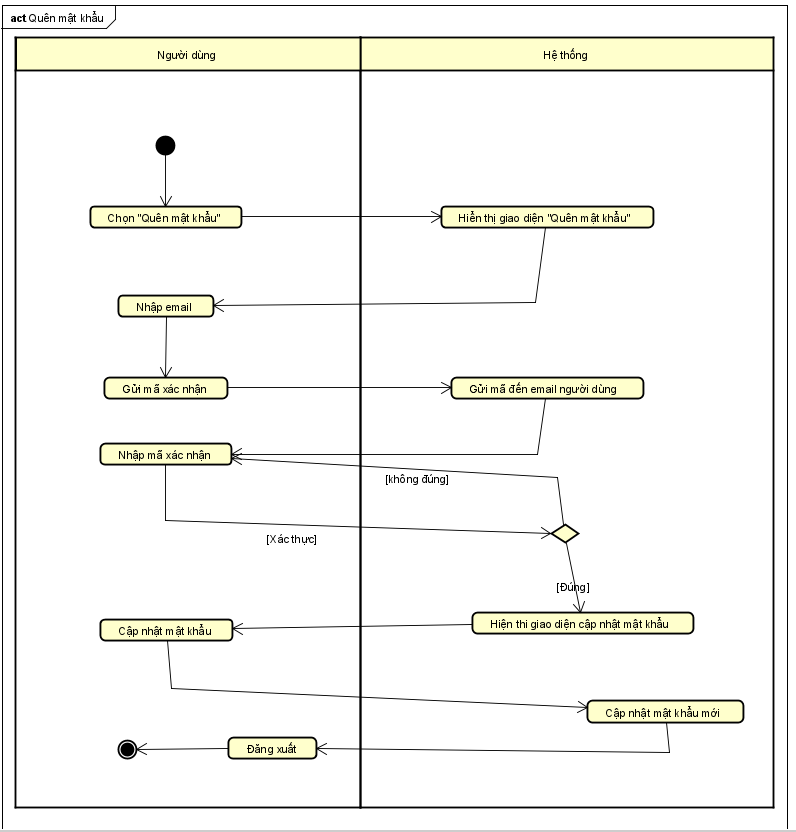 act Quên mật khẩu
Người dùng
Hệ thống
Chọn "Quên mật khẩu"
Hiển thị giao diện "Quên mật khẩu"
Nhập email
Gửi mã xác nhận
Gửi mã đến email người dùng
Nhập mã xác nhận
[không đúng]
[Xác thực]
[Đúng]
Hiện thi giao diện cập nhật mật khẩu
Cập nhật mật khẩu
Cập nhật mật khẩu mới
Đăng xuất